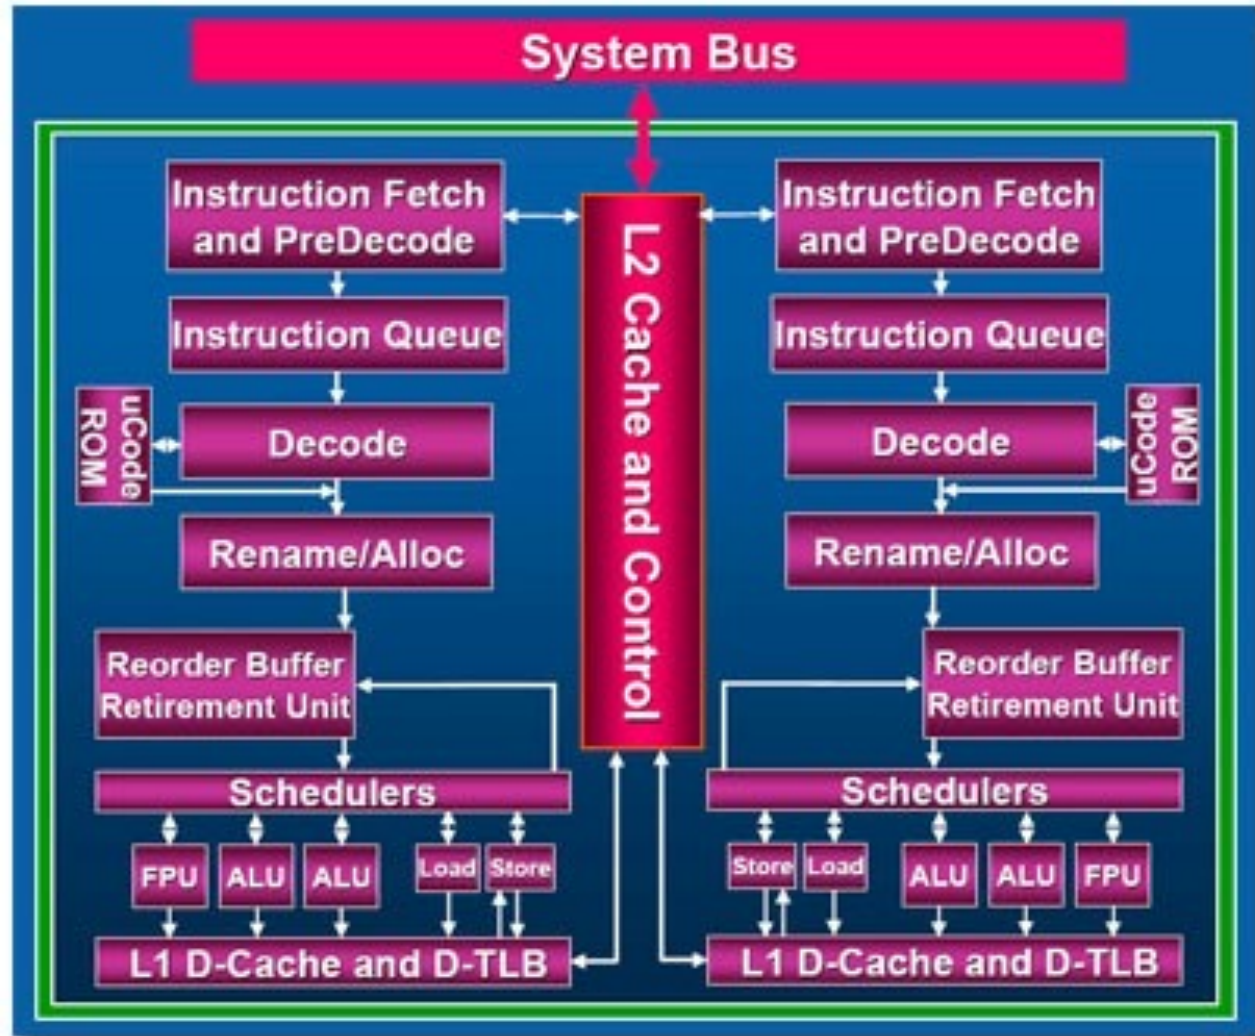 System Bus
Instruction Fetch
and PreDecode
Instruction Queue
uCode
ROM
Decode
Rename/Alloc
Reorder Buffer
Retirement Unit
Schedulers
FPU
ALU
ALU
Load
Store
L1 D-Cache and D-TLB
L2 Cache and Control
Instruction Fetch
and PreDecode
Instruction Queue
Decode
uCode
ROM
Rename/Alloc
Reorder Buffer
Retirement Unit
Schedulers
Store
Load
ALU
ALU
FPU
L1 D-Cache and D-TLB